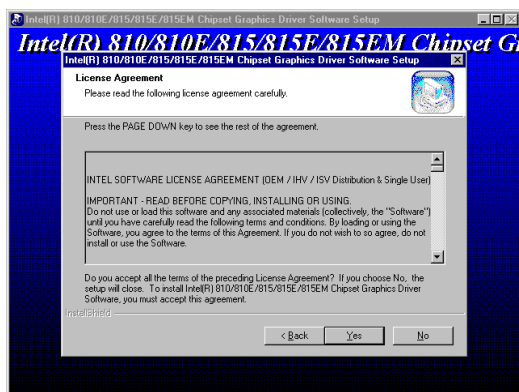 Intel(R) 810/810E/815/815E/815EM Chipset Graphics Driver Software Setup
Intel(R) 810/810E/815/815E/815EM Chipset G
Intel(R) 810/810E/815/815E/815EM Chipset Graphics Driver Software Setup
License Agreement
Please read the following license agreement carefully.
Press the PAGE DOWN key to see the rest of the agreement.
INTEL SOFTWARE LICENSE AGREEMENT (OEM / IHV / ISV Distribution & Single User)
IMPORTANT - READ BEFORE COPYING, INSTALLING OR USING.
Do not use or load this software and any associated materials (collectively, the "Software")
until you have carefully read the following terms and conditions. By loading or using the
Software, you agree to the terms of this Agreement. If you do not wish to so agree, do not
install or use the Software.
Do you accept all the terms of the preceding License Agreement? If you choose No, the
setup will close. To install Intel(R) 810/810E/815/815E/815EM Chipset Graphics Driver
Software, you must accept this agreement.
InstallShield
< Back Yes No